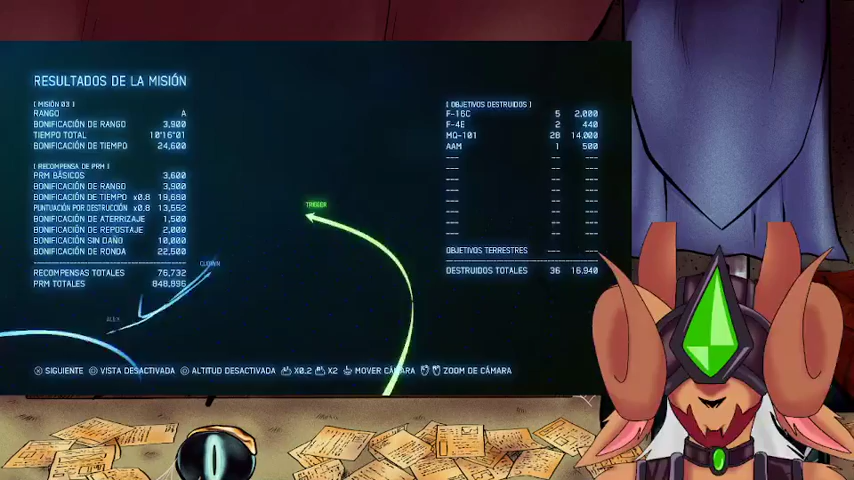 RESULTADOS DE LA MISIÓN
[ MISIÓN 03 ]
RANGO A
BONIFICACIÓN DE RANGO 3,900
TIEMPO TOTAL 10'16"01
BONIFICACIÓN DE TIEMPO 24,600
[ RECOMPENSA DE PRM ]
PRM BÁSICOS 3,600
BONIFICACIÓN DE RANGO 3,900
BONIFICACIÓN DE TIEMPO x0.8 19,680
PUNTUACIÓN POR DESTRUCCIÓN x0.8 13,552
BONIFICACIÓN DE ATERRIZAJE 1,500
BONIFICACIÓN DE REPOSTAJE 2,000
BONIFICACIÓN SIN DAÑO 10,000
BONIFICACIÓN DE RONDA 22,500
RECOMPENSAS TOTALES 76,732
PRM TOTALES 848,896
TRIGGER
CLOWN
[ OBJETIVOS DESTRUIDOS ]
F-16C 5 2,000
F-4E 2 440
MQ-101 28 14,000
AAM 1 500
--- --- ---
--- --- ---
--- --- ---
--- --- ---
--- --- ---
--- --- ---
--- --- ---
--- --- ---
OBJETIVOS TERRESTRES --- ---
DESTRUIDOS TOTALES 36 16,940
SIGUIENTE VISTA DESACTIVADA ALTITUD DESACTIVADA X0.2 X2 MOVER CÁMARA ZOOM DE CÁMARA